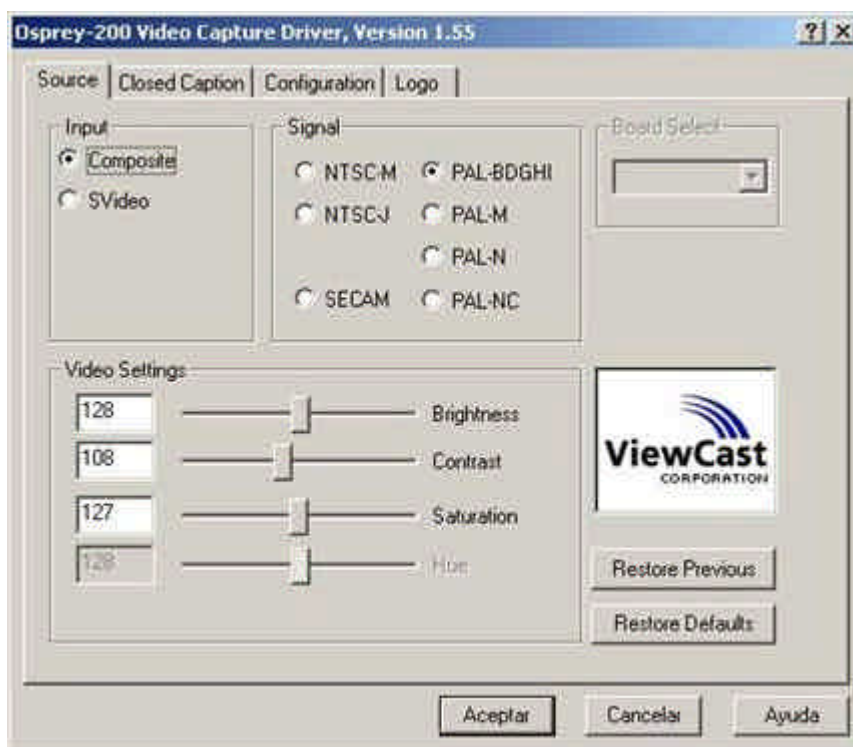 Osprey-200 Video Capture Driver, Version 1.55
Source
Closed Caption
Configuration
Logo
Input
Composite
SVideo
Signal
NTSC-M
PAL-BDGHI
NTSC-J
PAL-M
PAL-N
SECAM
PAL-NC
Board Select
Video Settings
128
Brightness
108
Contrast
127
Saturation
128
Hue
ViewCast
CORPORATION
Restore Previous
Restore Defaults
Aceptar
Cancelar
Ayuda